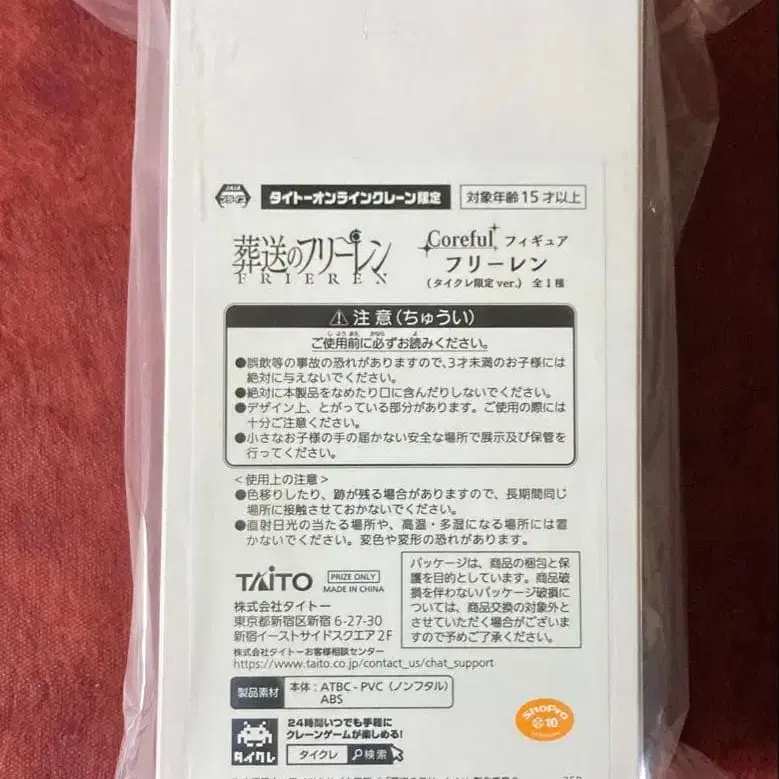 JAIA
プライズ
タイトーオンラインクレーン限定
対象年齢15才以上
葬送のフリーレン
FRIEREN
Coreful フィギュア
フリーレン
(タイクレ限定ver.) 全1種
⚠注意(ちゅうい)
ご使用前に必ずお読みください。
●誤飲等の事故の恐れがありますので、3才未満のお子様には
絶対に与えないでください。
●絶対に本製品をなめたり口に含んだりしないでください。
●デザイン上、とがっている部分があります。ご使用の際には
十分ご注意ください。
●小さなお子様の手の届かない安全な場所で展示及び保管を
行ってください。
<使用上の注意>
●色移りしたり、跡が残る場合がありますので、長期間同じ
場所に接触させておかないでください。
●直射日光の当たる場所や、高温・多湿になる場所には置
かないでください。変色や変形の恐れがあります。
TAITO
PRIZE ONLY
MADE IN CHINA
株式会社タイトー
東京都新宿区新宿 6-27-30
新宿イーストサイドスクエア 2F
株式会社タイトーお客様相談センター
https://www.taito.co.jp/contact_us/chat_support
パッケージは、商品の梱包と保
護を目的としています。商品破
損を伴わないパッケージ破損に
ついては、商品交換の対象外と
させていただく場合がございま
すので予めご了承ください。
製品素材
本体:ATBC-PVC(ノンフタル)
ABS
ShoPro
10
タイクレ
24時間いつでも手軽に
クレーンゲームが楽しめる!
タイクレ 検索